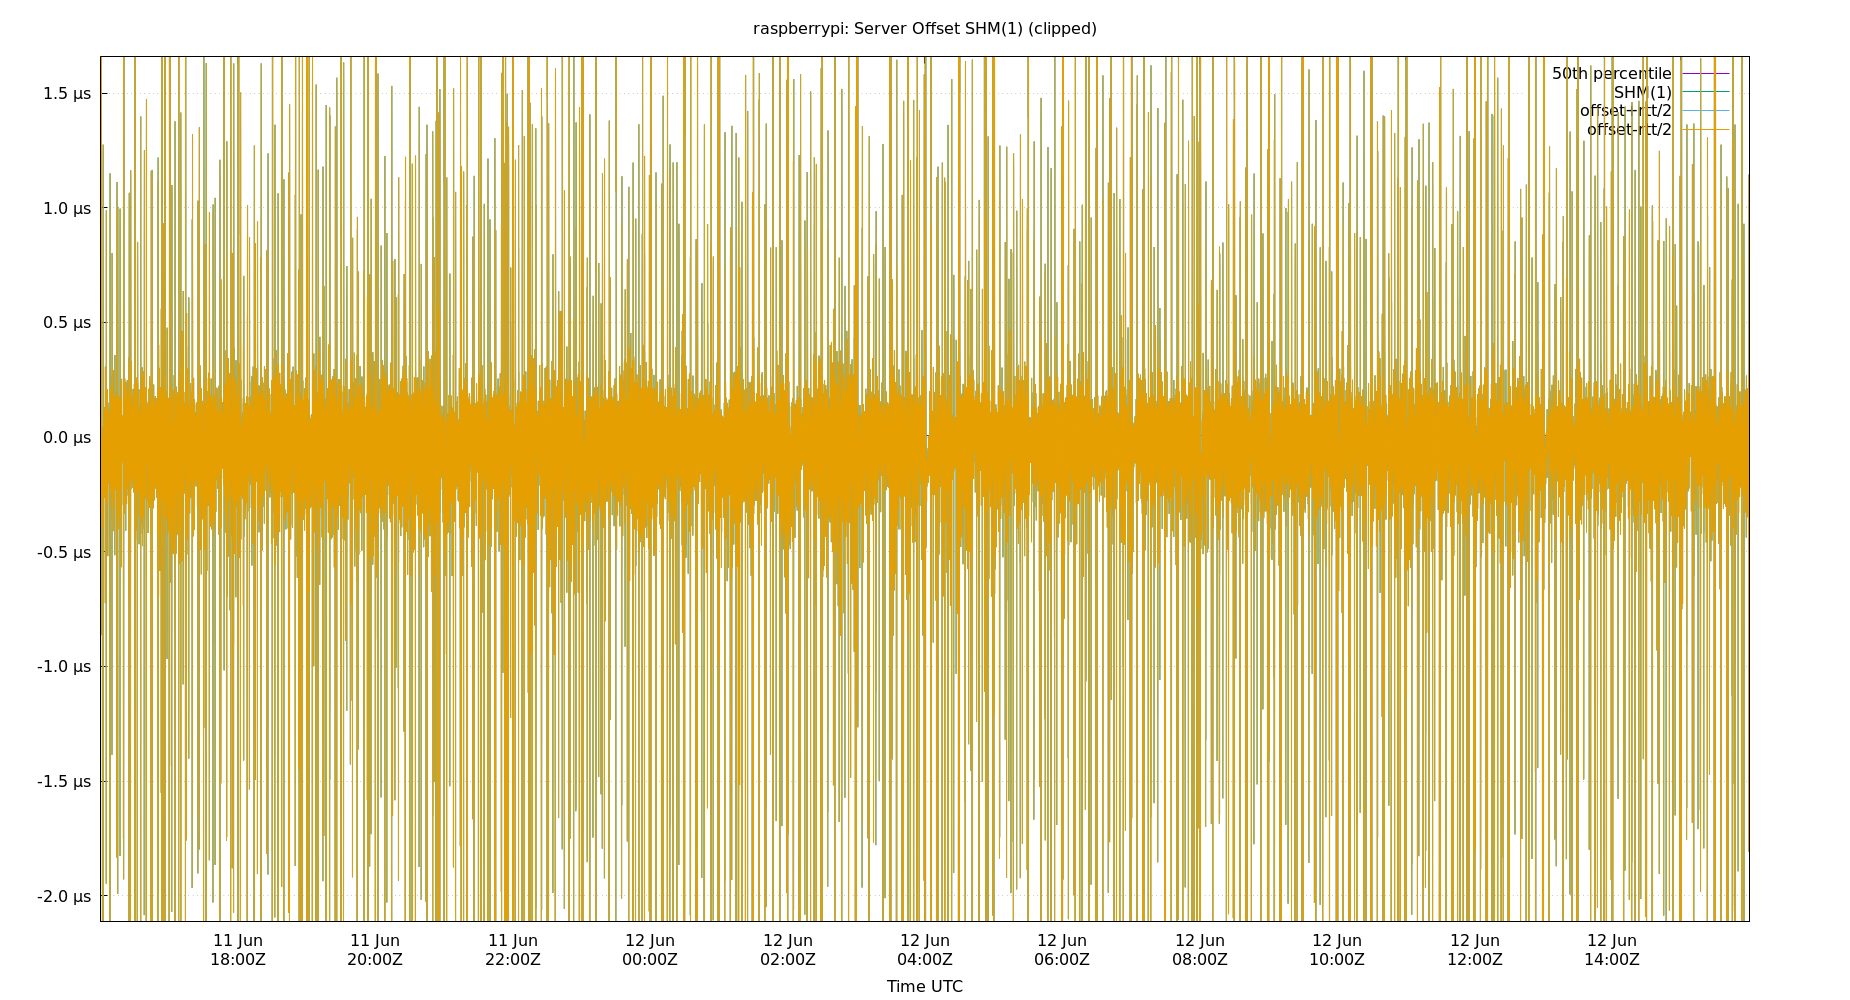 raspberrypi: Server Offset SHM(1) (clipped)
50th percentile
SHM(1)
offset+rtt/2
offset-rtt/2
1.5 µs
1.0 µs
0.5 µs
0.0 µs
-0.5 µs
-1.0 µs
-1.5 µs
-2.0 µs
11 Jun 11 Jun 11 Jun 12 Jun 12 Jun 12 Jun 12 Jun 12 Jun 12 Jun 12 Jun 12 Jun
18:00Z 20:00Z 22:00Z 00:00Z 02:00Z 04:00Z 06:00Z 08:00Z 10:00Z 12:00Z 14:00Z
Time UTC